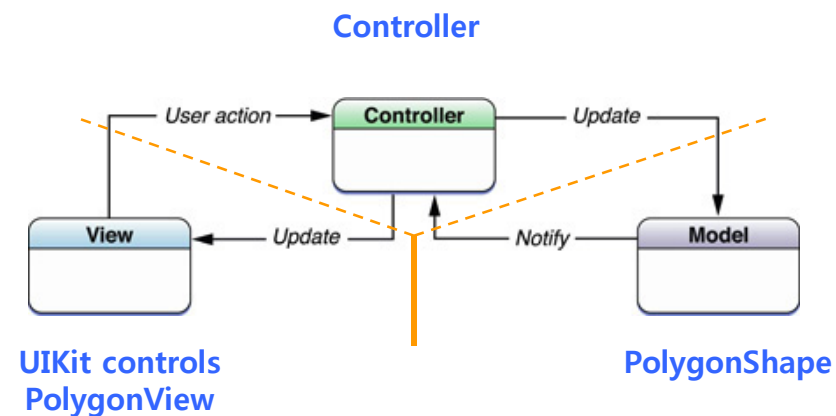 Controller
User action
Controller
Update
View
Update
Notify
Model
UIKit controls
PolygonView
PolygonShape